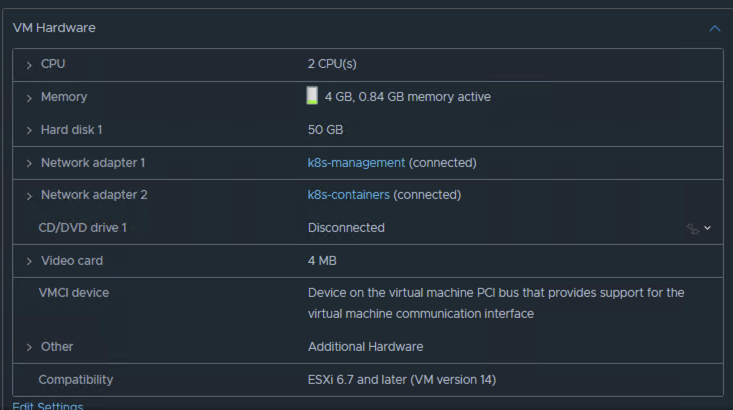 VM Hardware
CPU 2 CPU(s)
Memory 4 GB, 0.84 GB memory active
Hard disk 1 50 GB
Network adapter 1 k8s-management (connected)
Network adapter 2 k8s-containers (connected)
CD/DVD drive 1 Disconnected
Video card 4 MB
VMCI device Device on the virtual machine PCI bus that provides support for the
virtual machine communication interface
Other Additional Hardware
Compatibility ESXi 6.7 and later (VM version 14)
Edit Settings